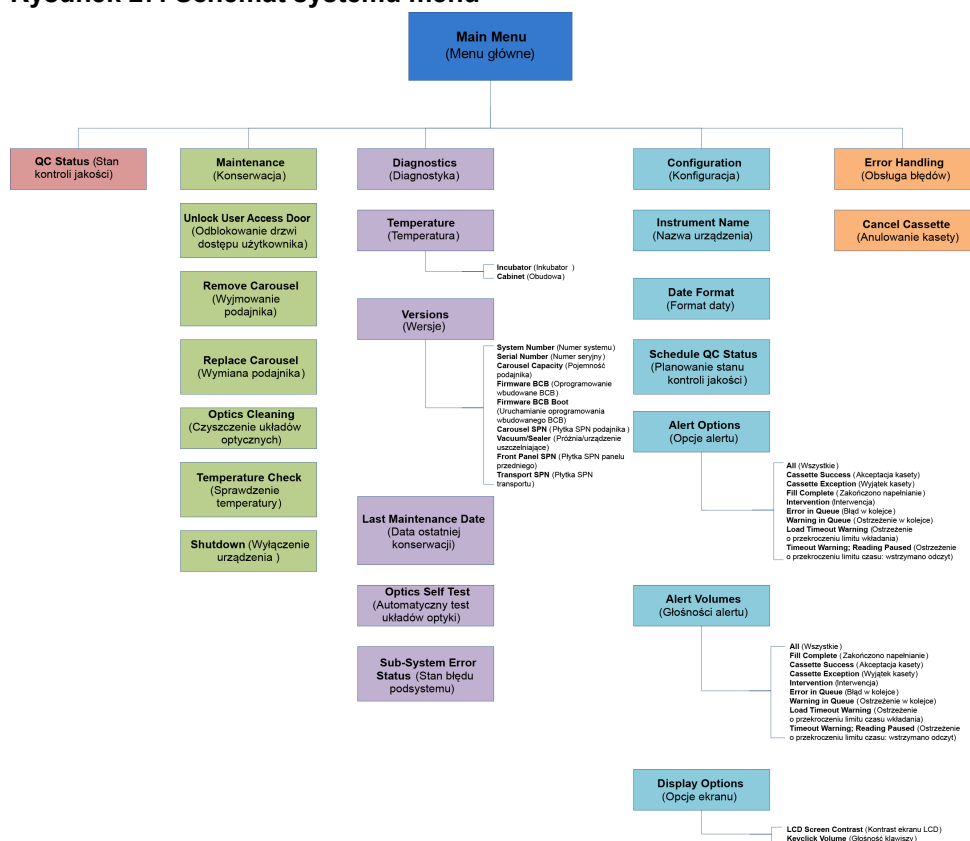 Rysunek 27: Schemat systemu menu
Main Menu
(Menu główne)
QC Status (Stan
kontroli jakości)
Maintenance
(Konserwacja)
Unlock User Access Door
(Odblokowanie drzwi
dostępu użytkownika)
Remove Carousel
(Wyjmowanie
podajnika)
Replace Carousel
(Wymiana podajnika)
Optics Cleaning
(Czyszczenie układów
optycznych)
Temperature Check
(Sprawdzenie
temperatury)
Shutdown (Wyłączenie
urządzenia )
Diagnostics
(Diagnostyka)
Temperature
(Temperatura)
Incubator (Inkubator )
Cabinet (Obudowa)
Versions
(Wersje)
System Number (Numer systemu)
Serial Number (Numer seryjny)
Carousel Capacity (Pojemność
podajnika)
Firmware BCB (Oprogramowanie
wbudowane BCB)
Firmware BCB Boot
(Uruchamianie oprogramowania
wbudowanego BCB)
Carousel SPN (Płytka SPN podajnika )
Vacuum/Sealer (Próżnia/urządzenie
uszczelniające)
Front Panel SPN (Płytka SPN panelu
przedniego)
Transport SPN (Płytka SPN
transportu)
Last Maintenance Date
(Data ostatniej
konserwacji)
Optics Self Test
(Automatyczny test
układów optyki)
Sub-System Error
Status (Stan błędu
podsystemu)
Configuration
(Konfiguracja)
Instrument Name
(Nazwa urządzenia)
Date Format
(Format daty)
Schedule QC Status
(Planowanie stanu
kontroli jakości )
Alert Options
(Opcje alertu)
All (Wszystkie)
Cassette Success (Akceptacja kasety)
Cassette Exception (Wyjątek kasety)
Fill Complete (Zakończono napełnianie)
Intervention (Interwencja)
Error in Queue (Błąd w kolejce)
Warning in Queue (Ostrzeżenie w kolejce)
Load Timeout Warning (Ostrzeżenie
o przekroczeniu limitu wkładania)
Timeout Warning; Reading Paused (Ostrzeżenie
o przekroczeniu limitu czasu: wstrzymano odczyt)
Alert Volumes
(Głośności alertu)
All (Wszystkie)
Fill Complete (Zakończono napełnianie)
Cassette Success (Akceptacja kasety)
Cassette Exception (Wyjątek kasety)
Intervention (Interwencja)
Error in Queue (Błąd w kolejce)
Warning in Queue (Ostrzeżenie w kolejce)
Load Timeout Warning (Ostrzeżenie
o przekroczeniu limitu czasu wkładania)
Timeout Warning; Reading Paused (Ostrzeżenie
o przekroczeniu limitu czasu: wstrzymano odczyt)
Display Options
(Opcje ekranu)
LCD Screen Contrast (Kontrast ekranu LCD)
Keyclick Volume (Głośność klawiszy)
Error Handling
(Obsługa błędów)
Cancel Cassette
(Anulowanie kasety)